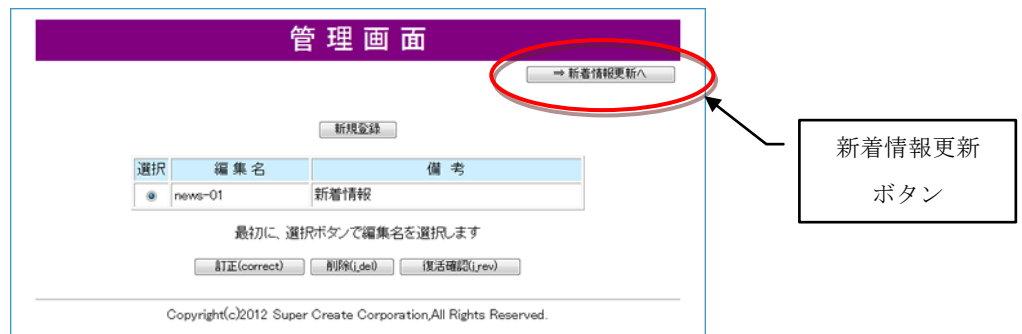 管理画面
⇒ 新着情報更新へ
新規登録
選択 編集名 備考
news-01 新着情報
最初に、選択ボタンで編集名を選択します
訂正(correct) 削除(i_del) 復活確認(i_rev)
Copyright(c)2012 Super Create Corporation,All Rights Reserved.
新着情報更新
ボタン